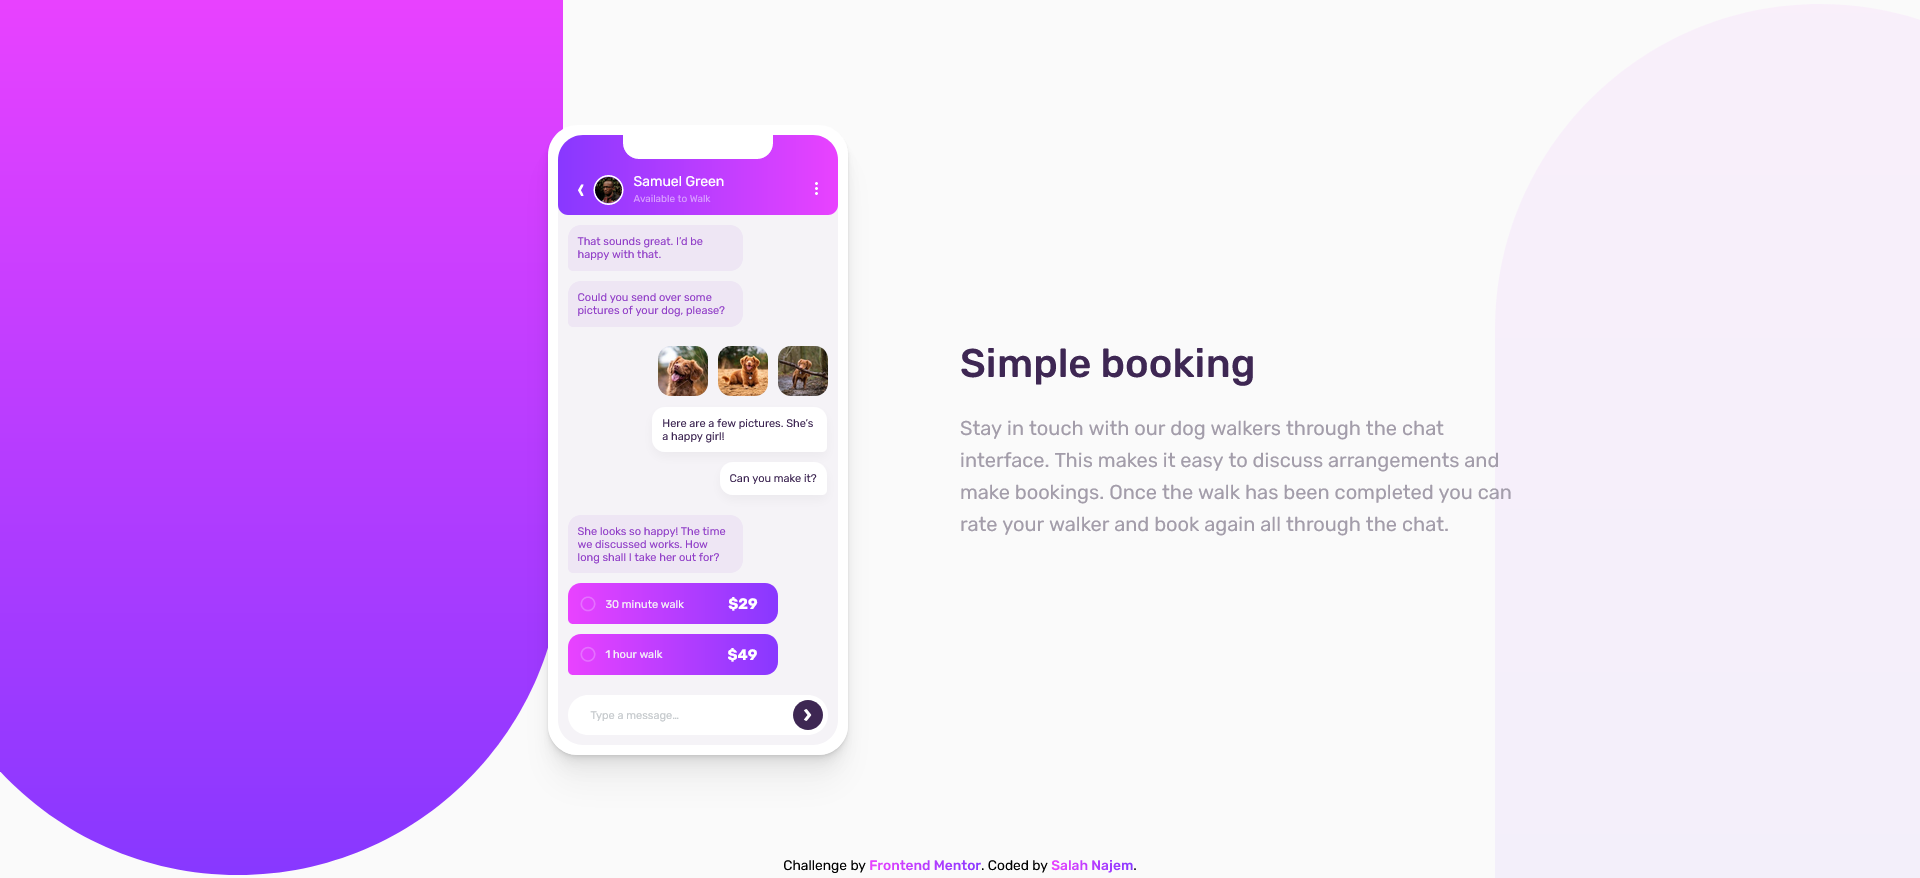 Samuel Green
Available to Walk
That sounds great. I'd be
happy with that.
Could you send over some
pictures of your dog, please?
Here are a few pictures. She's
a happy girl!
Can you make it?
She looks so happy! The time
we discussed works. How
long shall I take her out for?
30 minute walk $29
1 hour walk $49
Type a message…
Simple booking
Stay in touch with our dog walkers through the chat
interface. This makes it easy to discuss arrangements and
make bookings. Once the walk has been completed you can
rate your walker and book again all through the chat.
Challenge by Frontend Mentor. Coded by Salah Najem.